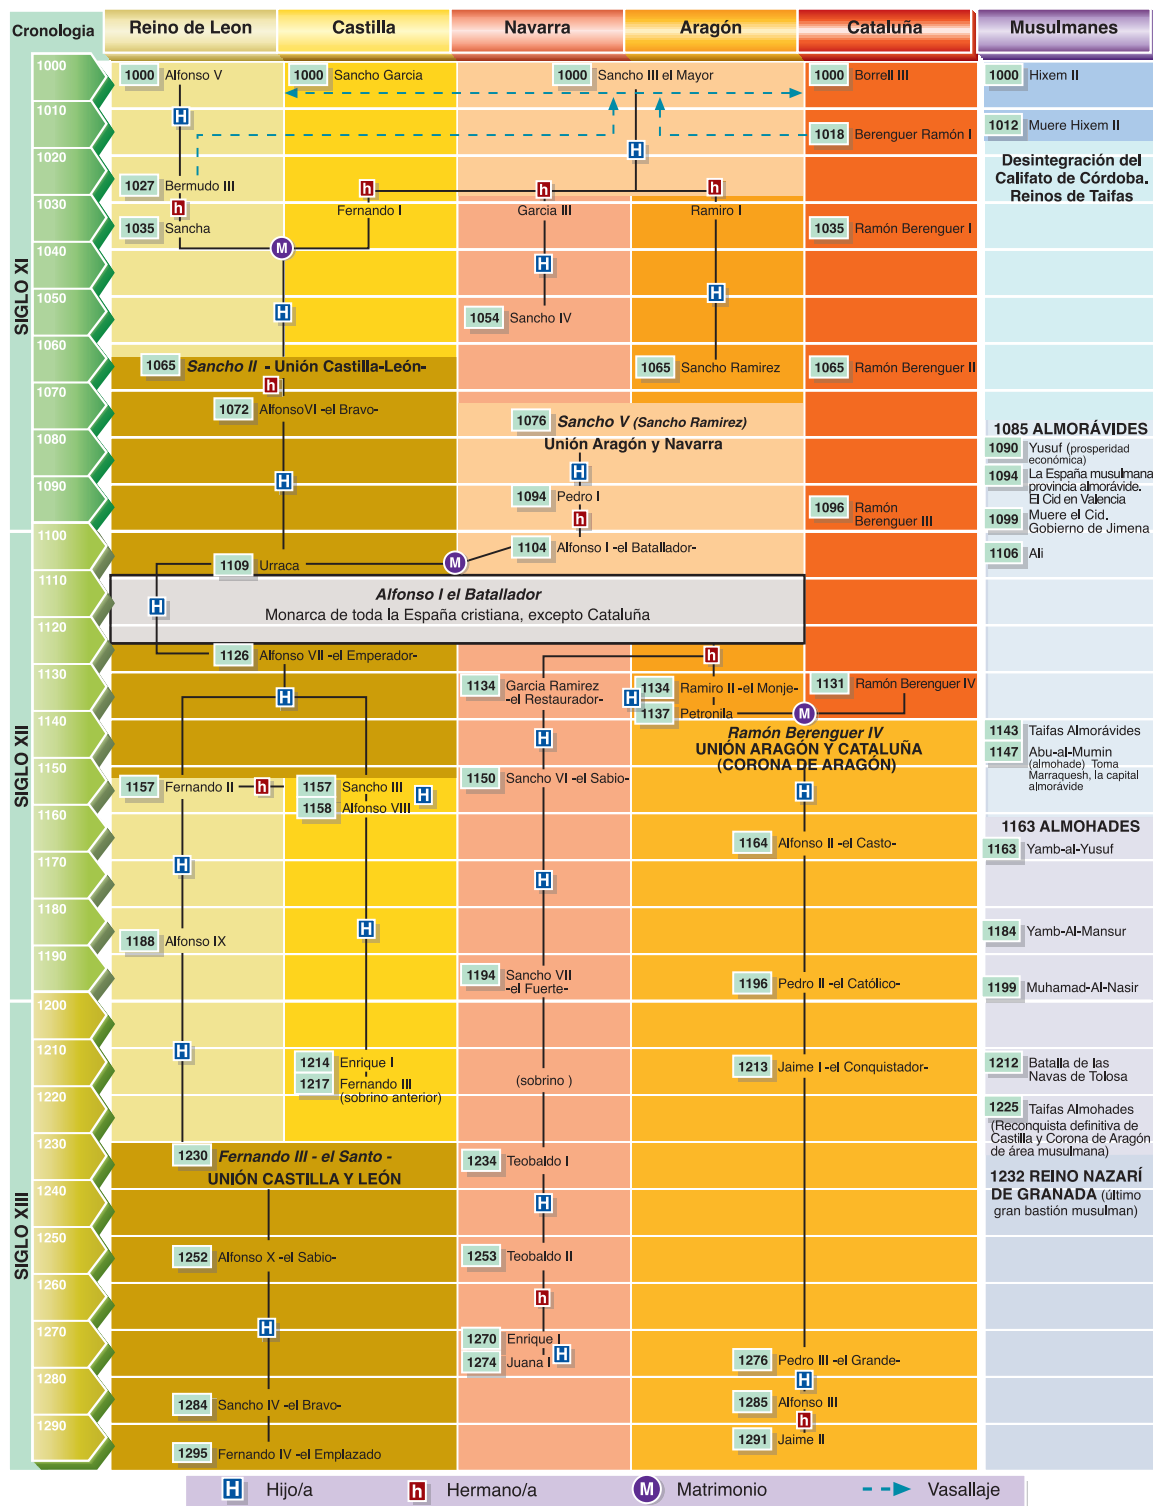 Cronologia
Reino de Leon
Castilla
Navarra
Aragón
Cataluña
Musulmanes
SIGLO XI
1000
1010
1020
1030
1040
1050
1060
1070
1080
1090
SIGLO XII
1100
1110
1120
1130
1140
1150
1160
1170
1180
1190
SIGLO XIII
1200
1210
1220
1230
1240
1250
1260
1270
1280
1290
1000 Alfonso V
H
1027 Bermudo III
h
1035 Sancha
1000 Sancho Garcia
1000 Sancho III el Mayor
H
h
Fernando I
h
Garcia III
h
Ramiro I
M
H
H
1054 Sancho IV
H
1065 Sancho Ramirez
1000 Borrell III
1018 Berenguer Ramón I
1035 Ramón Berenguer I
1065 Ramón Berenguer II
1096 Ramón
Berenguer III
1065 Sancho II - Unión Castilla-León-
h
1072 AlfonsoVI -el Bravo-
H
1109 Urraca
M
1076 Sancho V (Sancho Ramirez)
Unión Aragón y Navarra
H
1094 Pedro I
h
1104 Alfonso I -el Batallador-
Alfonso I el Batallador
Monarca de toda la España cristiana, excepto Cataluña
H
1126 Alfonso VII -el Emperador-
H
h
1134 Garcia Ramirez
-el Restaurador-
H
1134 Ramiro II -el Monje-
1137 Petronila
M
1131 Ramón Berenguer IV
Ramón Berenguer IV
UNIÓN ARAGÓN Y CATALUÑA
(CORONA DE ARAGÓN)
H
H
1157 Fernando II
h
1157 Sancho III
H
1158 Alfonso VIII
1150 Sancho VI -el Sabio-
1164 Alfonso II -el Casto-
H
H
H
1188 Alfonso IX
1194 Sancho VII
-el Fuerte-
1196 Pedro II -el Católico-
H
1214 Enrique I
1217 Fernando III
(sobrino anterior)
(sobrino )
1213 Jaime I -el Conquistador-
1230 Fernando III - el Santo -
UNIÓN CASTILLA Y LEÓN
1234 Teobaldo I
H
1252 Alfonso X -el Sabio-
1253 Teobaldo II
h
H
1270 Enrique I
H
1274 Juana I
1276 Pedro III -el Grande-
H
1284 Sancho IV -el Bravo-
1285 Alfonso III
h
1291 Jaime II
1295 Fernando IV -el Emplazado
1000 Hixem II
1012 Muere Hixem II
Desintegración del
Califato de Córdoba.
Reinos de Taifas
1085 ALMORÁVIDES
1090 Yusuf (prosperidad
económica)
1094 La España musulmana
provincia almorávide.
El Cid en Valencia
1099 Muere el Cid.
Gobierno de Jimena
1106 Ali
1143 Taifas Almorávides
1147 Abu-al-Mumin
(almohade) Toma
Marraquesh, la capital
almorávide
1163 ALMOHADES
1163 Yamb-al-Yusuf
1184 Yamb-Al-Mansur
1199 Muhamad-Al-Nasir
1212 Batalla de las
Navas de Tolosa
1225 Taifas Almohades
(Reconquista definitiva de
Castilla y Corona de Aragón
de área musulmana)
1232 REINO NAZARÍ
DE GRANADA (último
gran bastión musulman)
H Hijo/a
h Hermano/a
M Matrimonio
Vasallaje